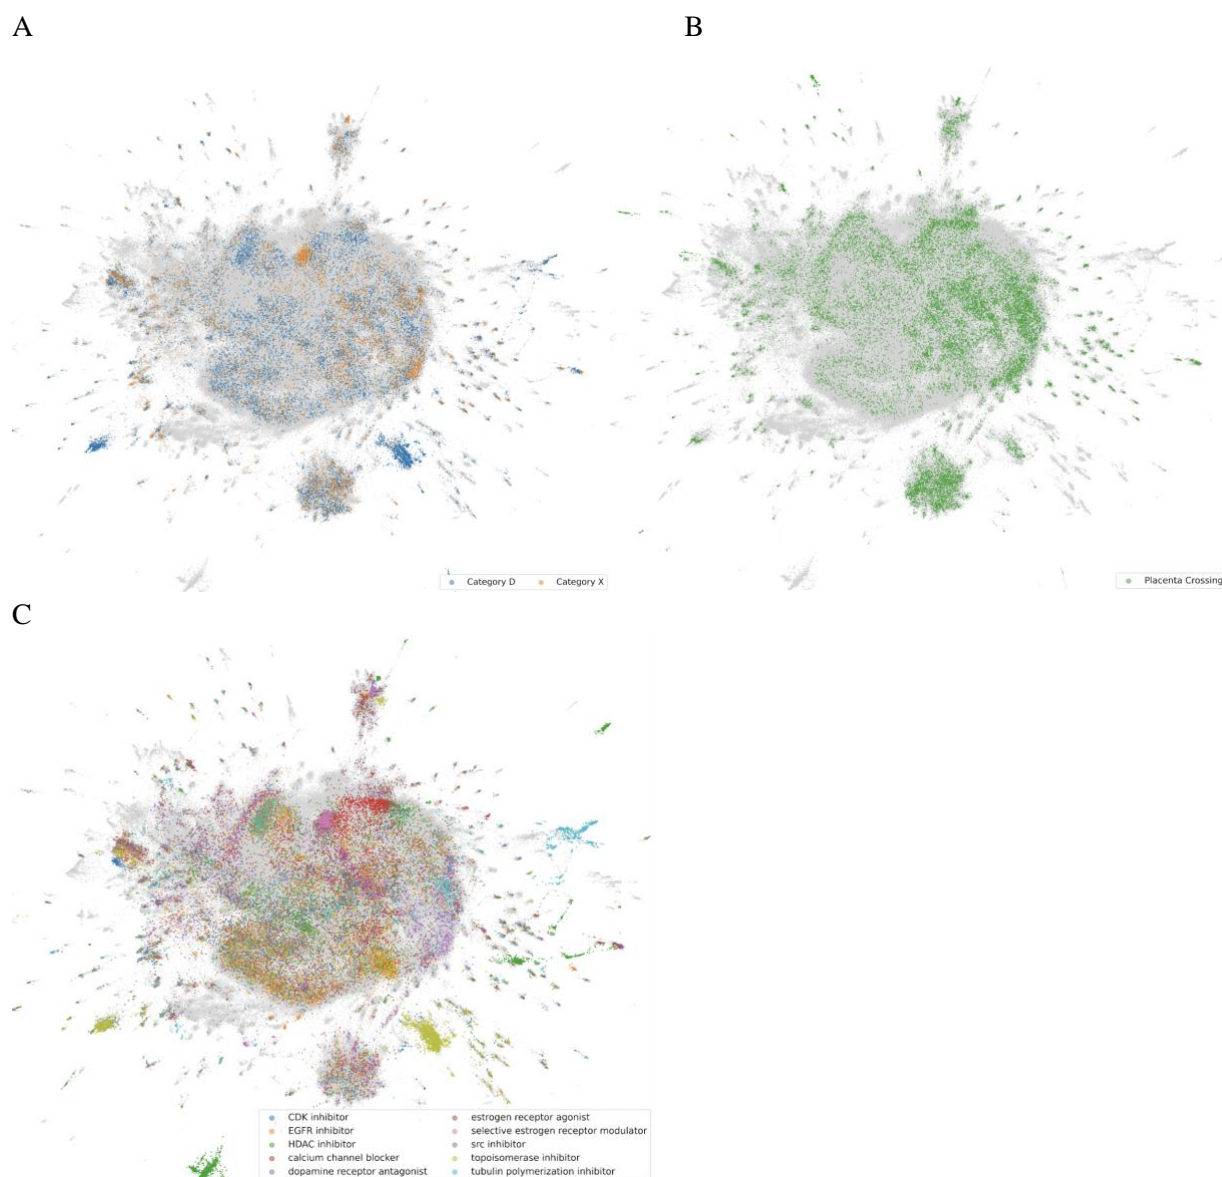 A
B
Category D
Category X
Placenta Crossing
C
CDK inhibitor
EGFR inhibitor
HDAC inhibitor
calcium channel blocker
dopamine receptor antagonist
estrogen receptor agonist
selective estrogen receptor modulator
src inhibitor
topoisomerase inhibitor
tubulin polymerization inhibitor